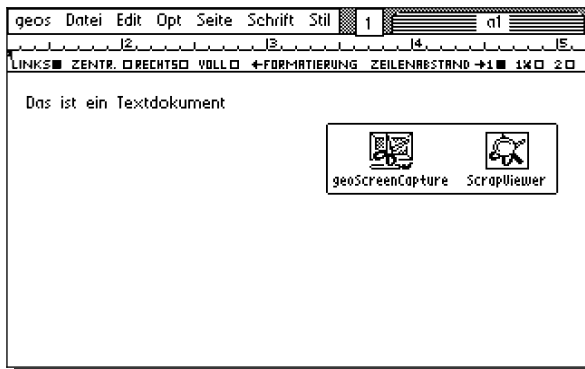 geos Datei Edit Opt Seite Schrift Stil 1 a1
2 3 4 5
LINKS ZENTR. RECHTS VOLL ←FORMATIERUNG ZEILENABSTAND →1 1½ 2
Das ist ein Textdokument
geoScreenCapture ScrapViewer